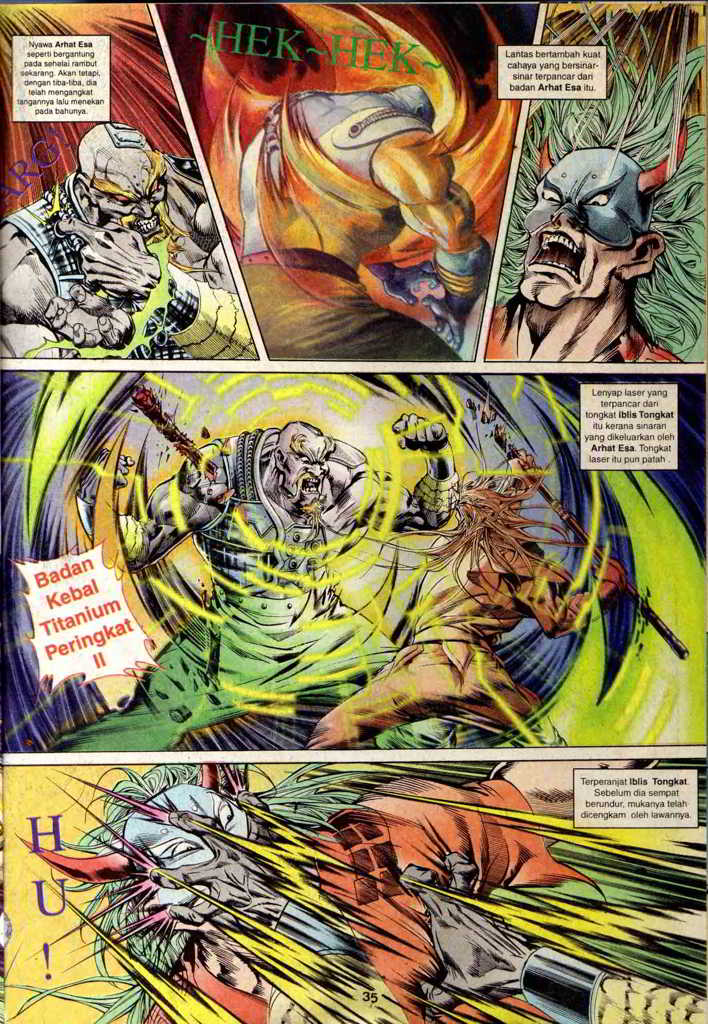 Nyawa Arhat Esa
seperti bergantung
pada sehelai rambut
sekarang. Akan tetapi,
dengan tiba-tiba, dia
telah mengangkat
tangannya lalu menekan
pada bahunya.
ARG!
~HEK~HEK~
Lantas bertambah kuat
cahaya yang bersinar-
sinar terpancar dari
badan Arhat Esa itu.
Lenyap laser yang
terpancar dari
tongkat Iblis Tongkat
itu kerana sinaran
yang dikeluarkan oleh
Arhat Esa. Tongkat
laser itu pun patah .
Badan
Kebal
Titanium
Peringkat
II
Terperanjat Iblis Tongkat.
Sebelum dia sempat
berundur, mukanya telah
dicengkam oleh lawannya.
H
U
!
35